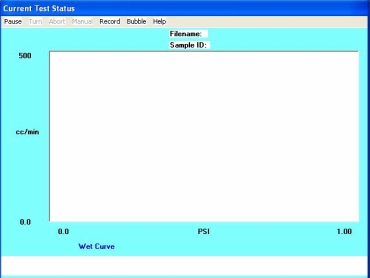 Current Test Status
Pause Turn Abort Manual Record Bubble Help
Filename:
Sample ID:
500
cc/min
0.0
0.0 PSI 1.00
Wet Curve